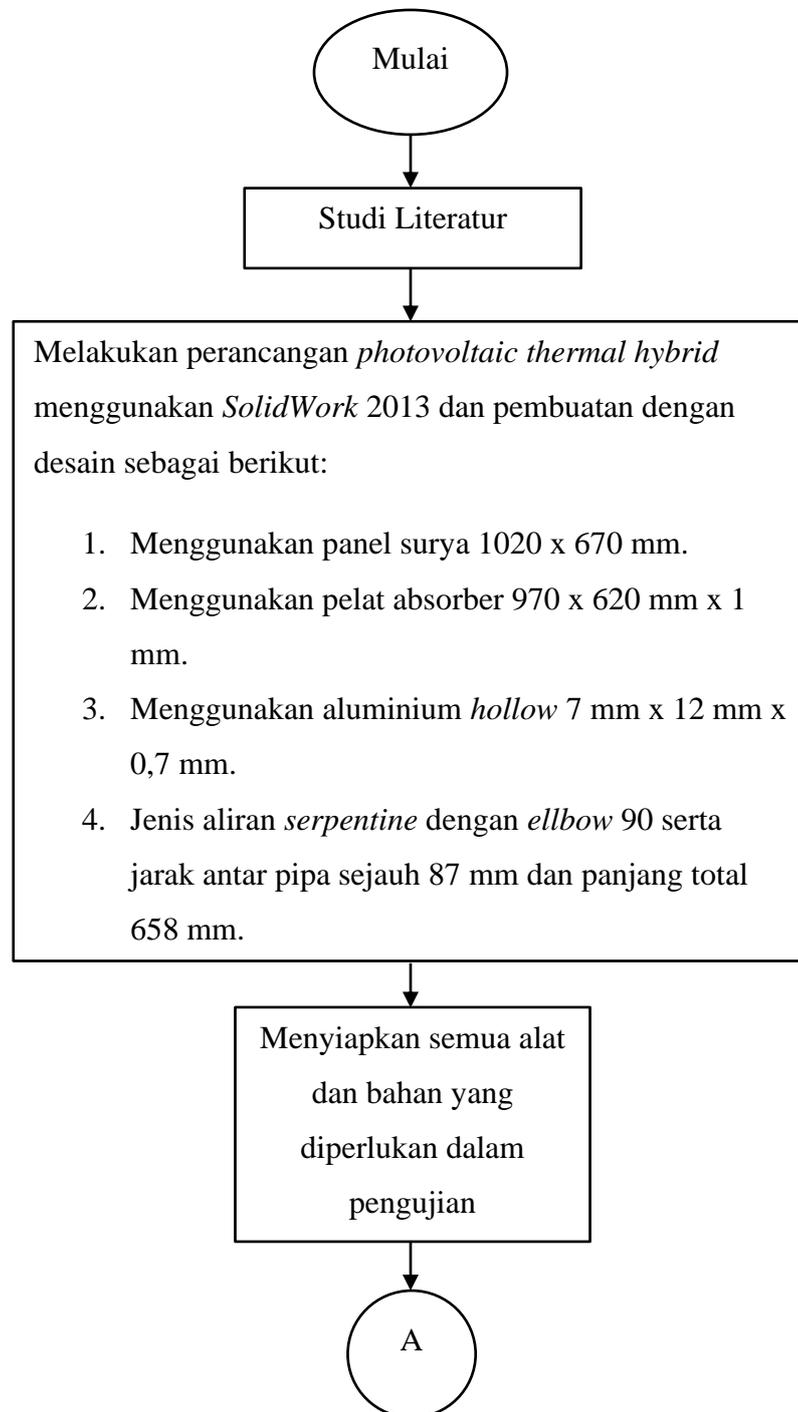 Mulai
Studi Literatur
Melakukan perancangan photovoltaic thermal hybrid
menggunakan SolidWork 2013 dan pembuatan dengan
desain sebagai berikut:
1. Menggunakan panel surya 1020 x 670 mm.
2. Menggunakan pelat absorber 970 x 620 mm x 1
mm.
3. Menggunakan aluminium hollow 7 mm x 12 mm x
0,7 mm.
4. Jenis aliran serpentine dengan ellbow 90 serta
jarak antar pipa sejauh 87 mm dan panjang total
658 mm.
Menyiapkan semua alat
dan bahan yang
diperlukan dalam
pengujian
A